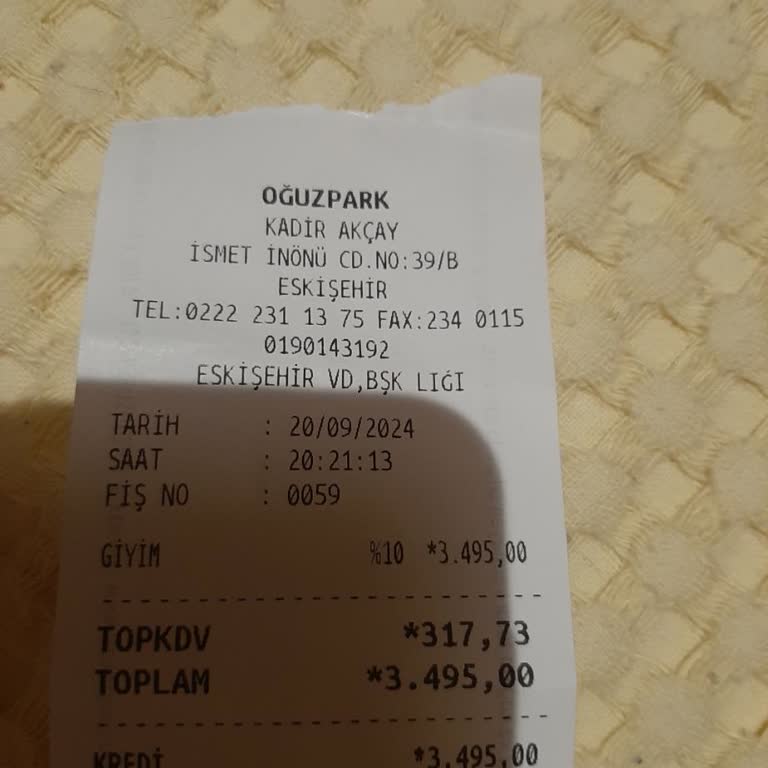 OĞUZPARK
KADİR AKÇAY
İSMET İNÖNÜ CD.NO:39/B
ESKİŞEHİR
TEL:0222 231 13 75 FAX:234 0115
0190143192
ESKİŞEHİR VD,BŞK LIĞI
TARİH : 20/09/2024
SAAT : 20:21:13
FİŞ NO : 0059
GİYİM %10 *3.495,00
TOPKDV *317,73
TOPLAM *3.495,00
KREDİ *3.495,00